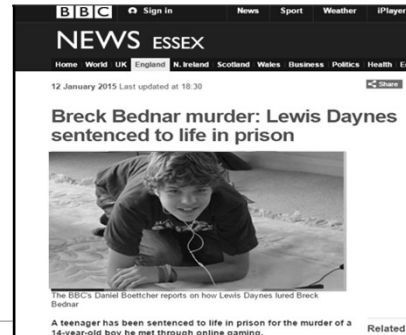 BBC Sign in News Sport Weather iPlayer
NEWS ESSEX
Home World UK England N. Ireland Scotland Wales Business Politics Health
12 January 2015 Last updated at 18:30
Share
Breck Bednar murder: Lewis Daynes
sentenced to life in prison
The BBC's Daniel Boettcher reports on how Lewis Daynes lured Breck
Bednar
A teenager has been sentenced to life in prison for the murder of a
14-year-old boy he met through online gaming.
Related